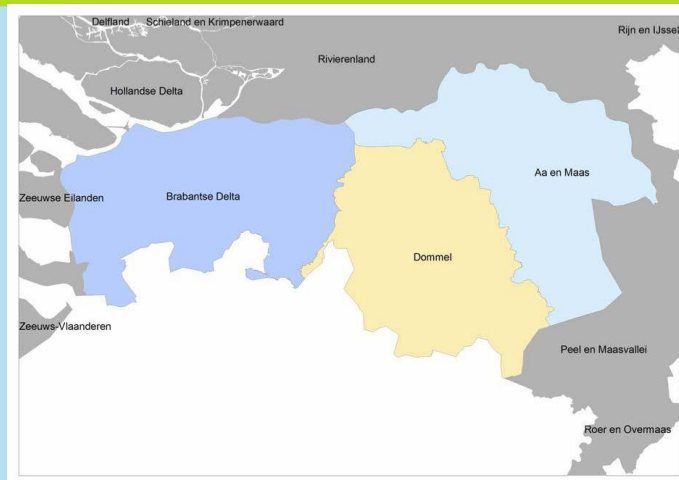 Delfland
Schieland en Krimpenerwaard
Rijn en IJssel
Rivierenland
Hollandse Delta
Aa en Maas
Zeeuwse Eilanden
Brabantse Delta
Dommel
Zeeuws-Vlaanderen
Peel en Maasvallei
Roer en Overmaas